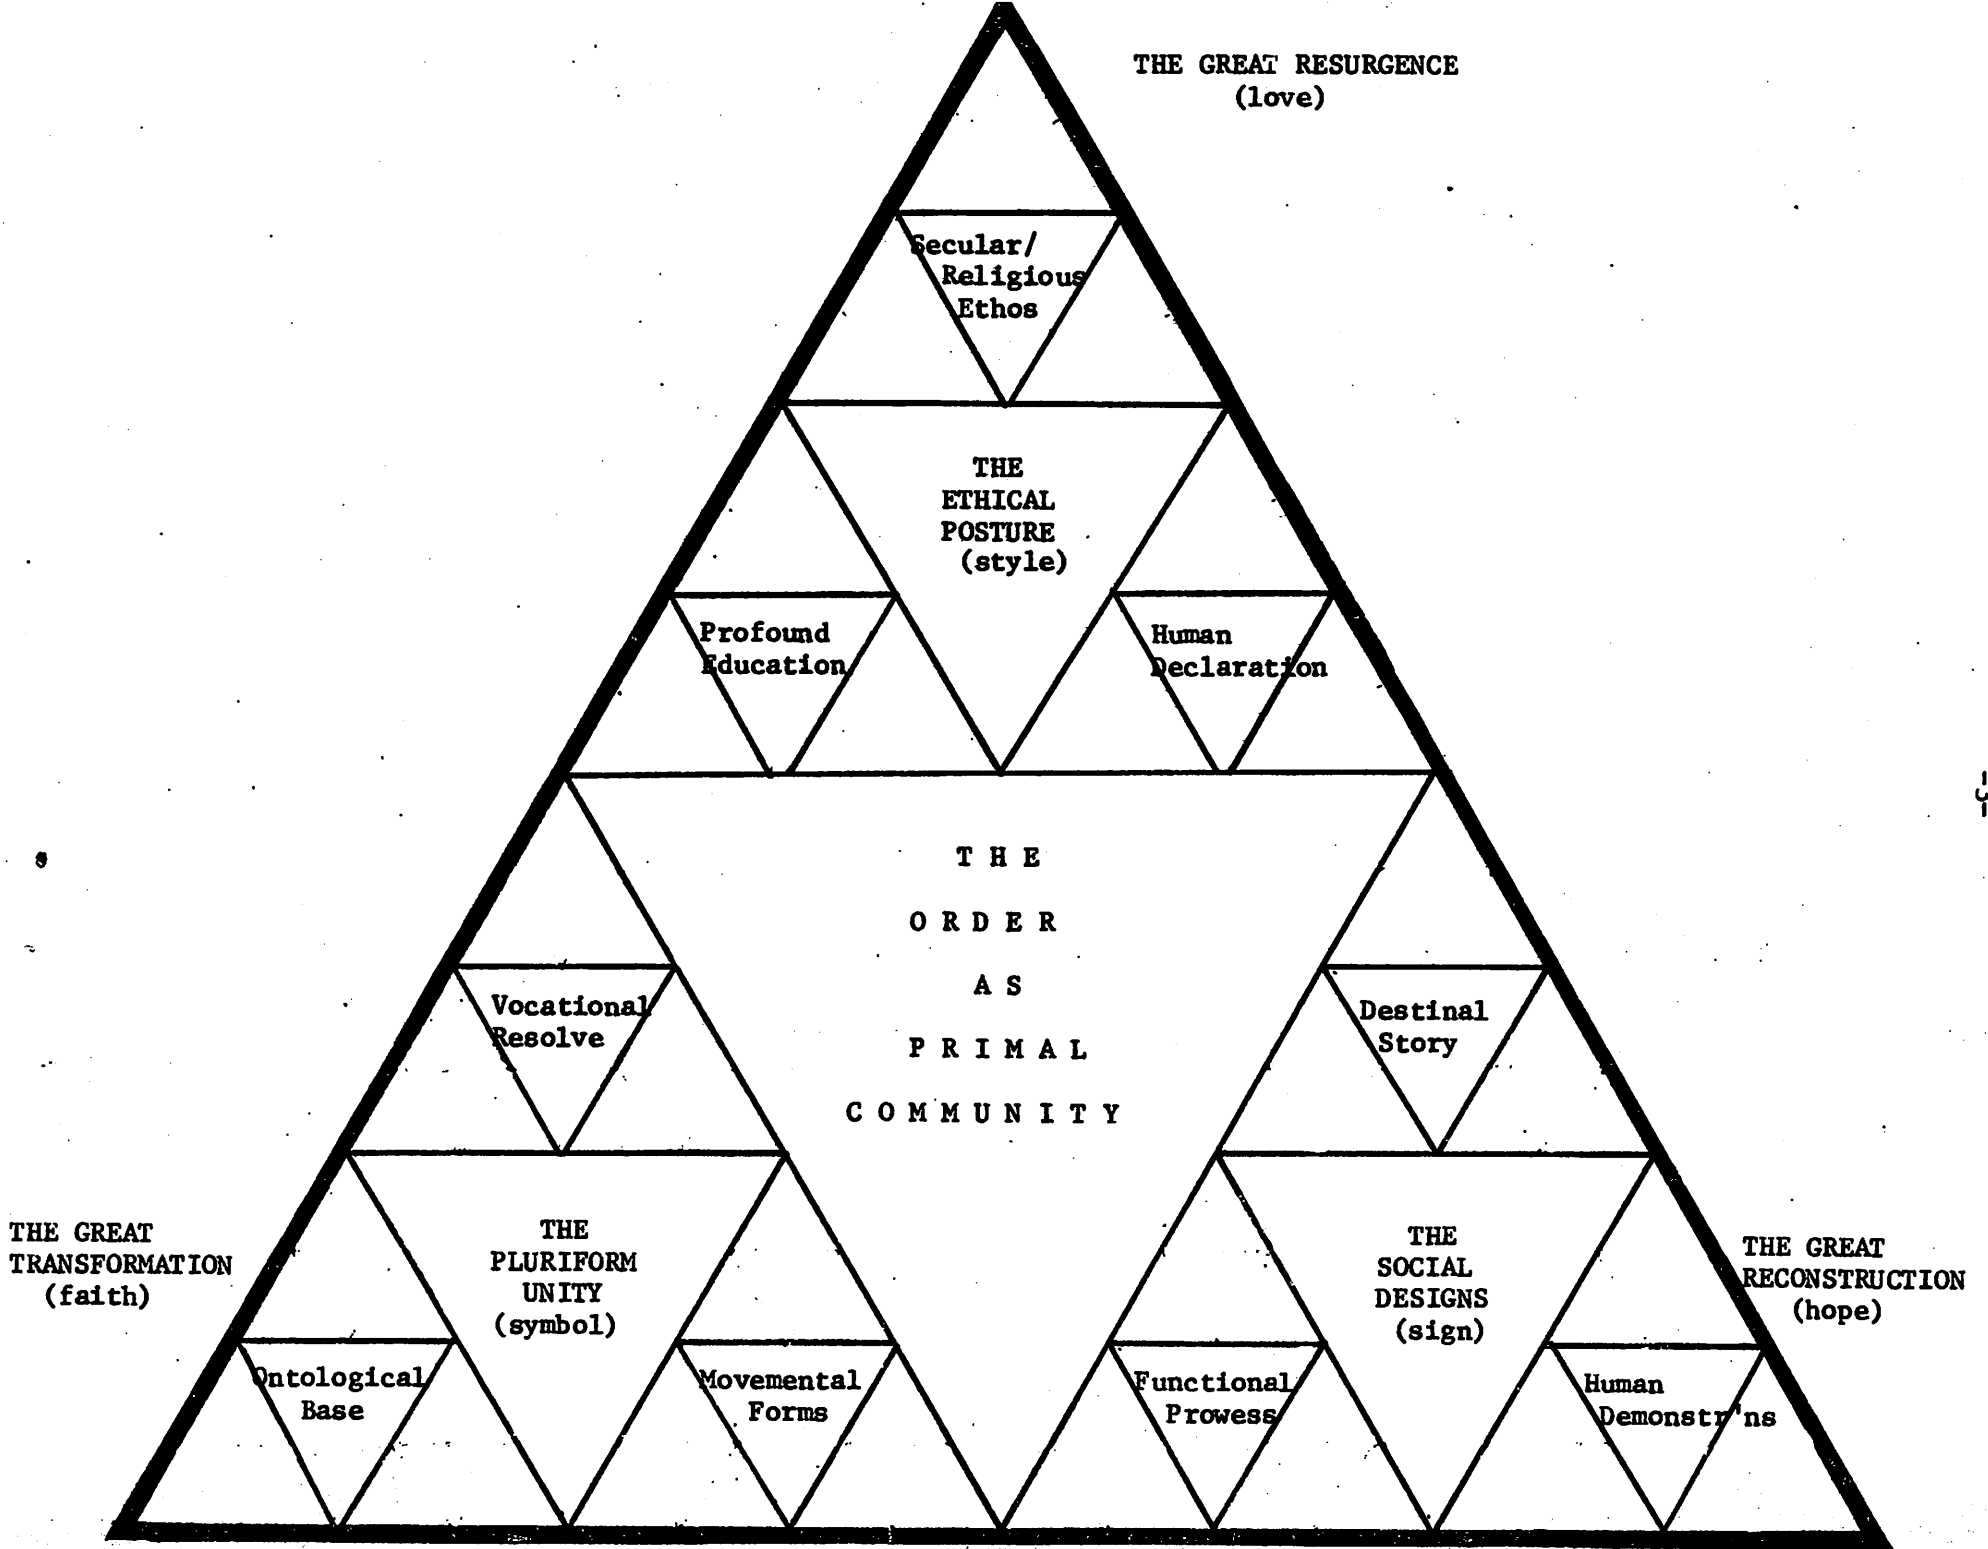 THE GREAT RESURGENCE
(love)
Secular/
Religious
Ethos
THE
ETHICAL
POSTURE
(style)
Profound
Education
Human
Declaration
-3-
T H E
O R D E R
A S
P R I M A L
C O M M U N I T Y
Vocational
Resolve
Destinal
Story
THE GREAT
TRANSFORMATION
(faith)
THE
PLURIFORM
UNITY
(symbol)
THE
SOCIAL
DESIGNS
(sign)
THE GREAT
RECONSTRUCTION
(hope)
Ontological
Base
Movemental
Forms
Functional
Prowess
Human
Demonstr'ns